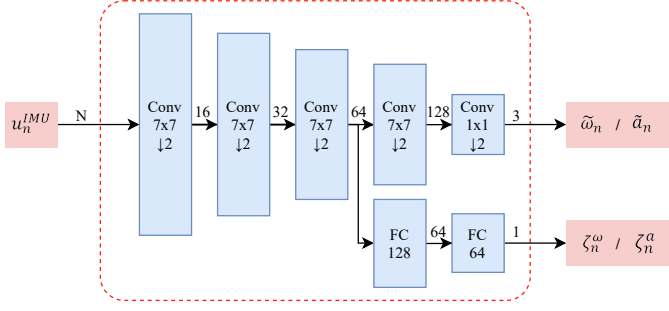 u_n^{IMU}
N
Conv
7x7
↓2
16
Conv
7x7
↓2
32
Conv
7x7
↓2
64
Conv
7x7
↓2
128
Conv
1x1
↓2
3
ω̃_n / ã_n
FC
128
64
FC
64
1
ζ_n^ω / ζ_n^a